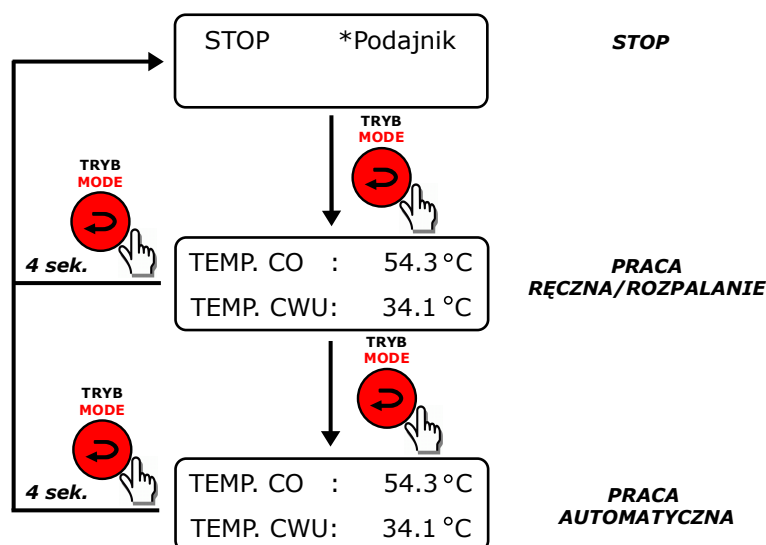 STOP *Podajnik
STOP
TRYB
MODE
TRYB
MODE
4 sek.
TEMP. CO : 54.3°C
TEMP. CWU: 34.1°C
PRACA
RĘCZNA/ROZPALANIE
TRYB
MODE
TRYB
MODE
4 sek.
TEMP. CO : 54.3°C
TEMP. CWU: 34.1°C
PRACA
AUTOMATYCZNA